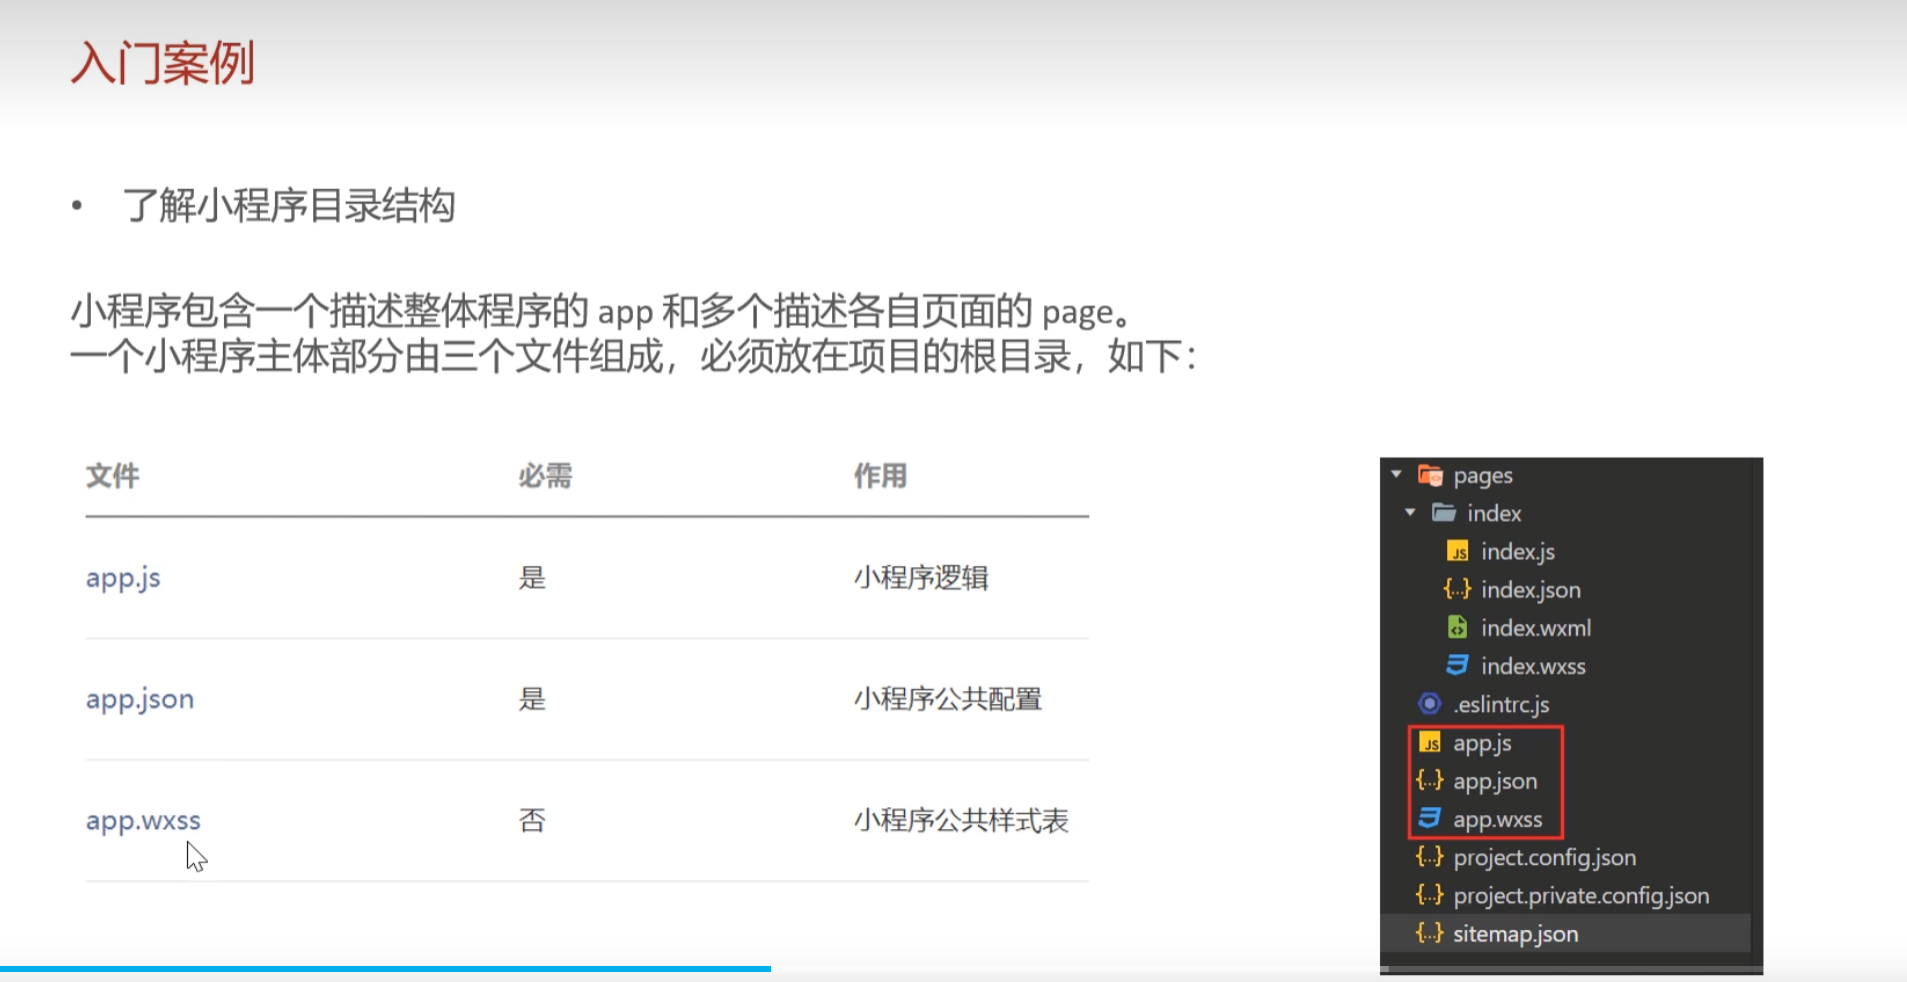 入门案例
• 了解小程序目录结构
小程序包含一个描述整体程序的 app 和多个描述各自页面的 page。
一个小程序主体部分由三个文件组成，必须放在项目的根目录，如下：
文件 必需 作用
app.js 是 小程序逻辑
app.json 是 小程序公共配置
app.wxss 否 小程序公共样式表
pages
index
index.js
index.json
index.wxml
index.wxss
.eslintrc.js
app.js
app.json
app.wxss
project.config.json
project.private.config.json
sitemap.json